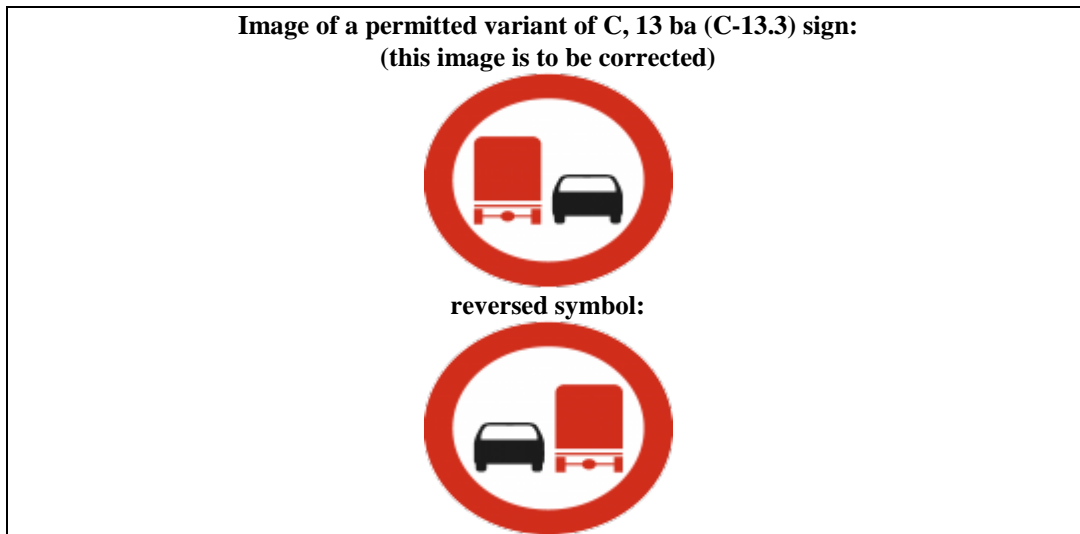 Image of a permitted variant of C, 13 ba (C-13.3) sign:
(this image is to be corrected)
reversed symbol: